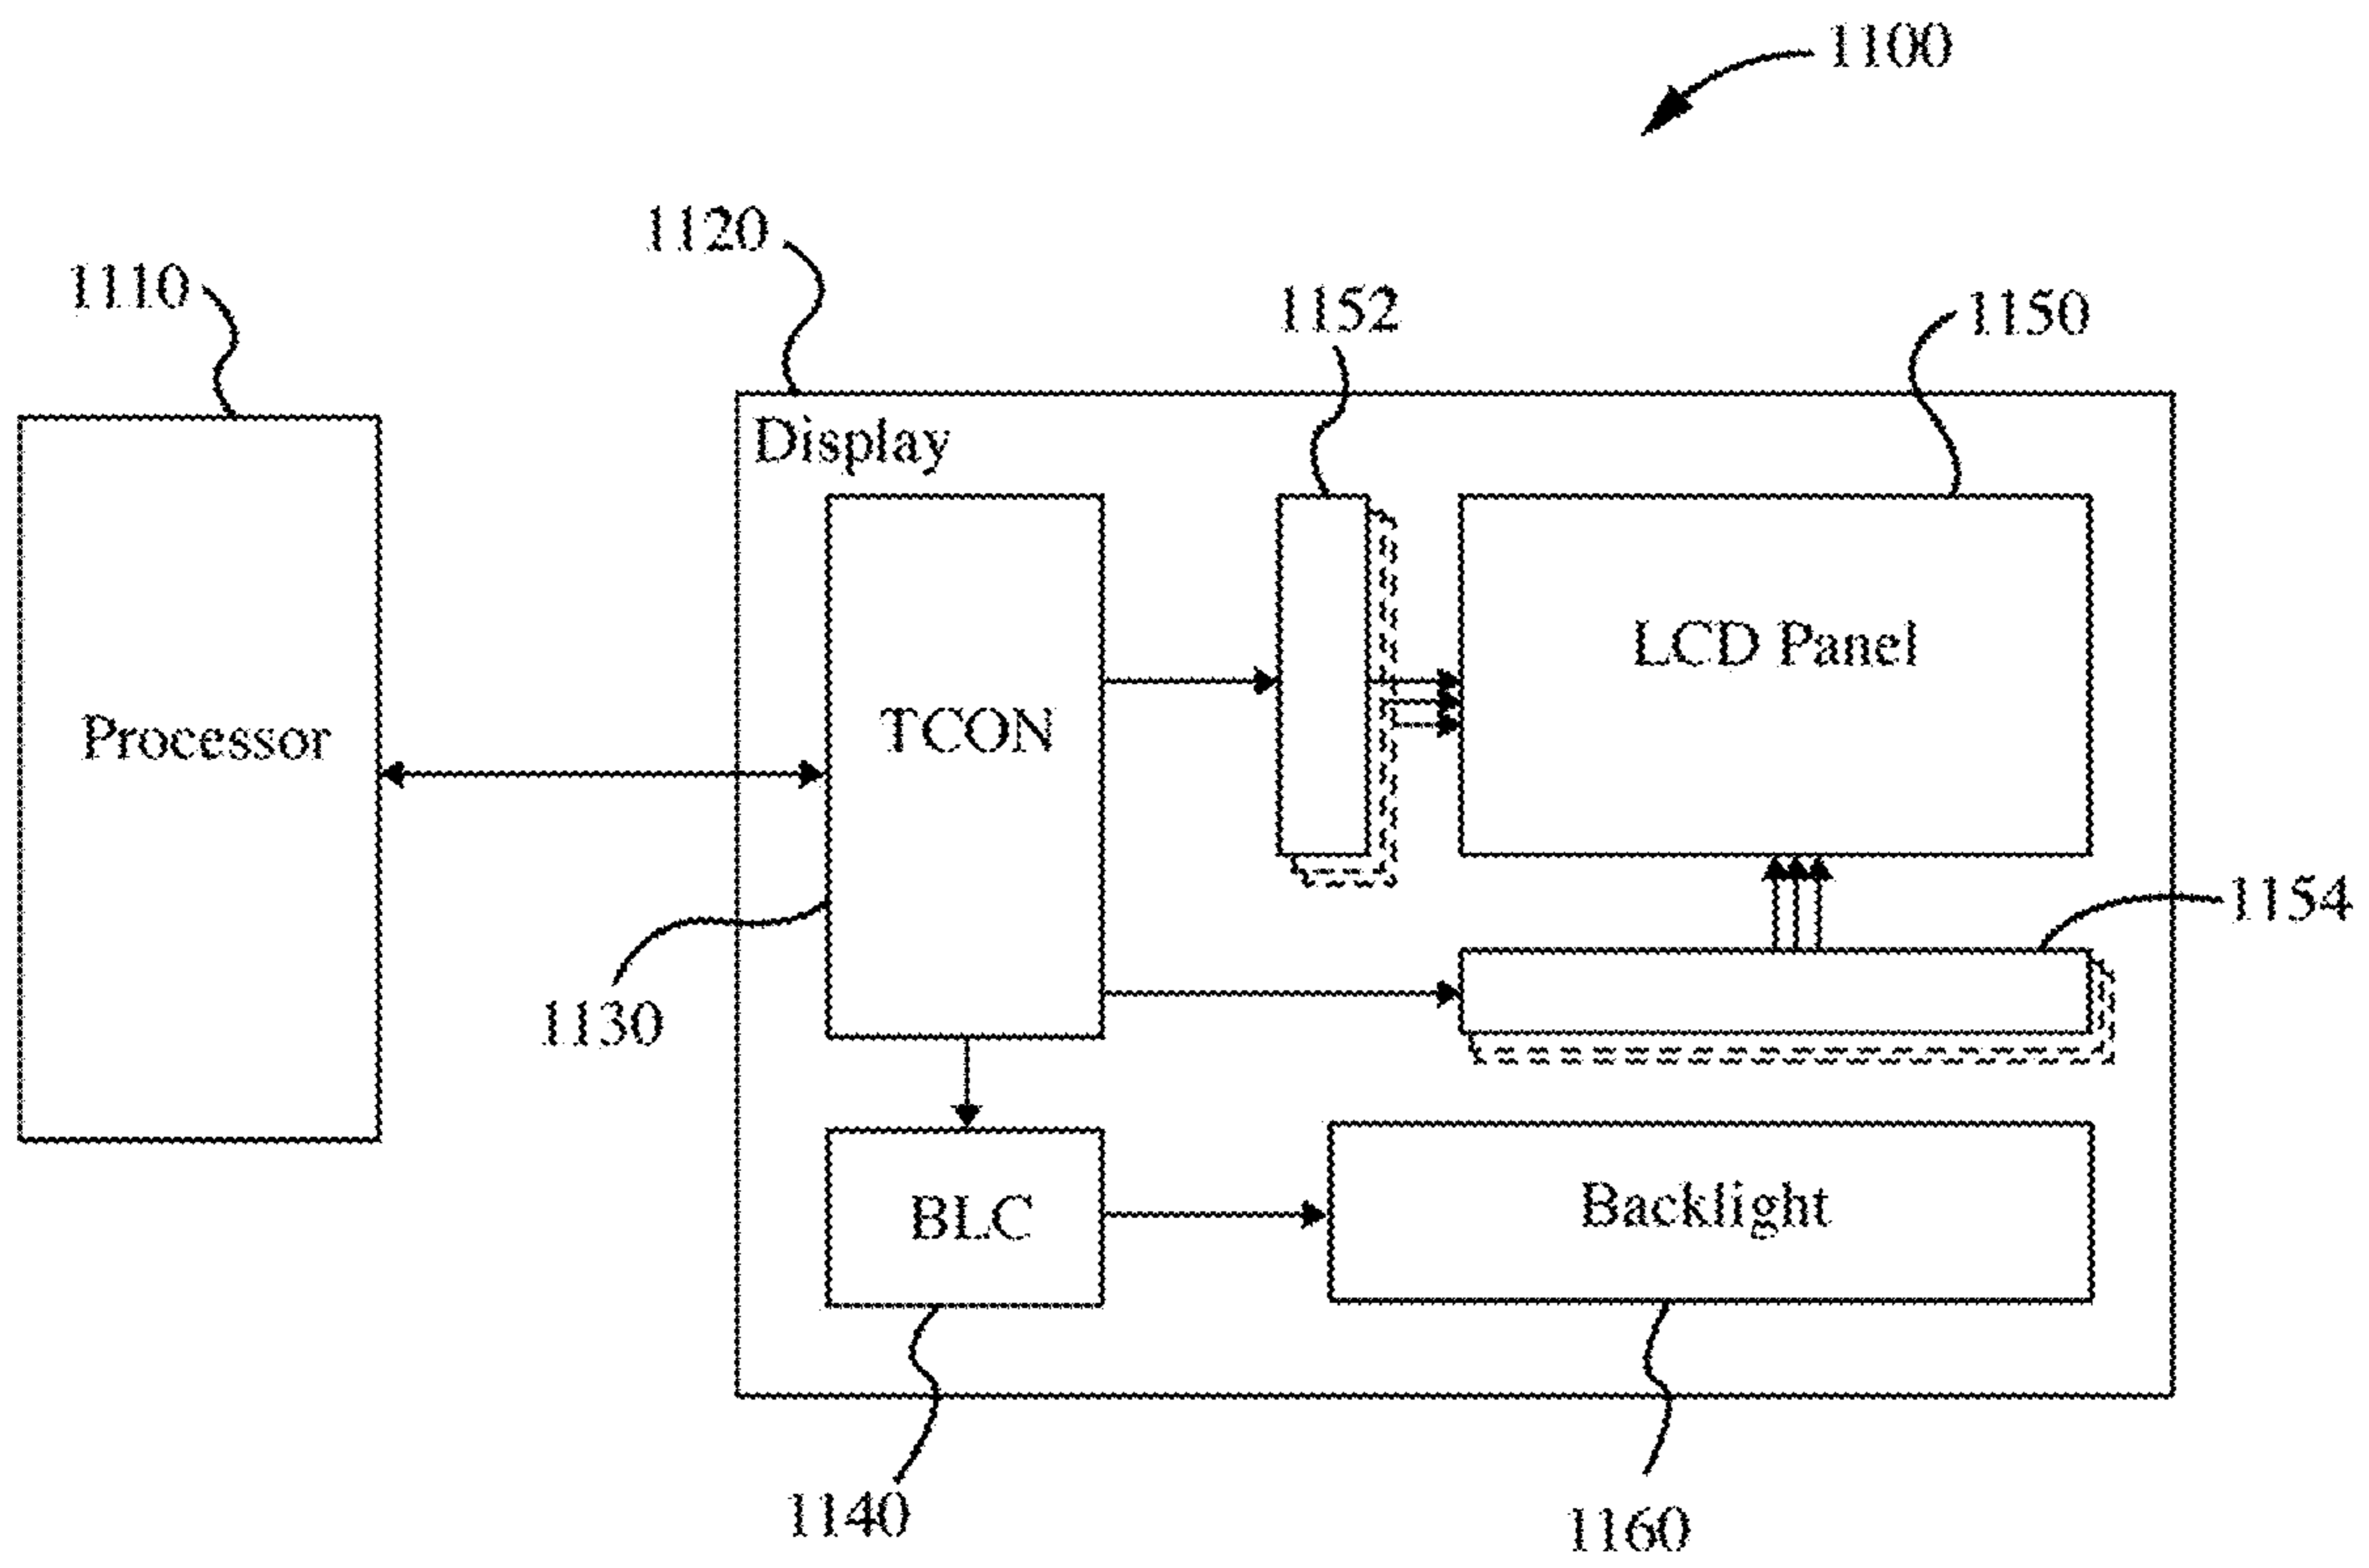 1100
1120
1110
1152
1150
Display
LCD Panel
TCON
Processor
1154
1130
BLC
Backlight
1140
1160